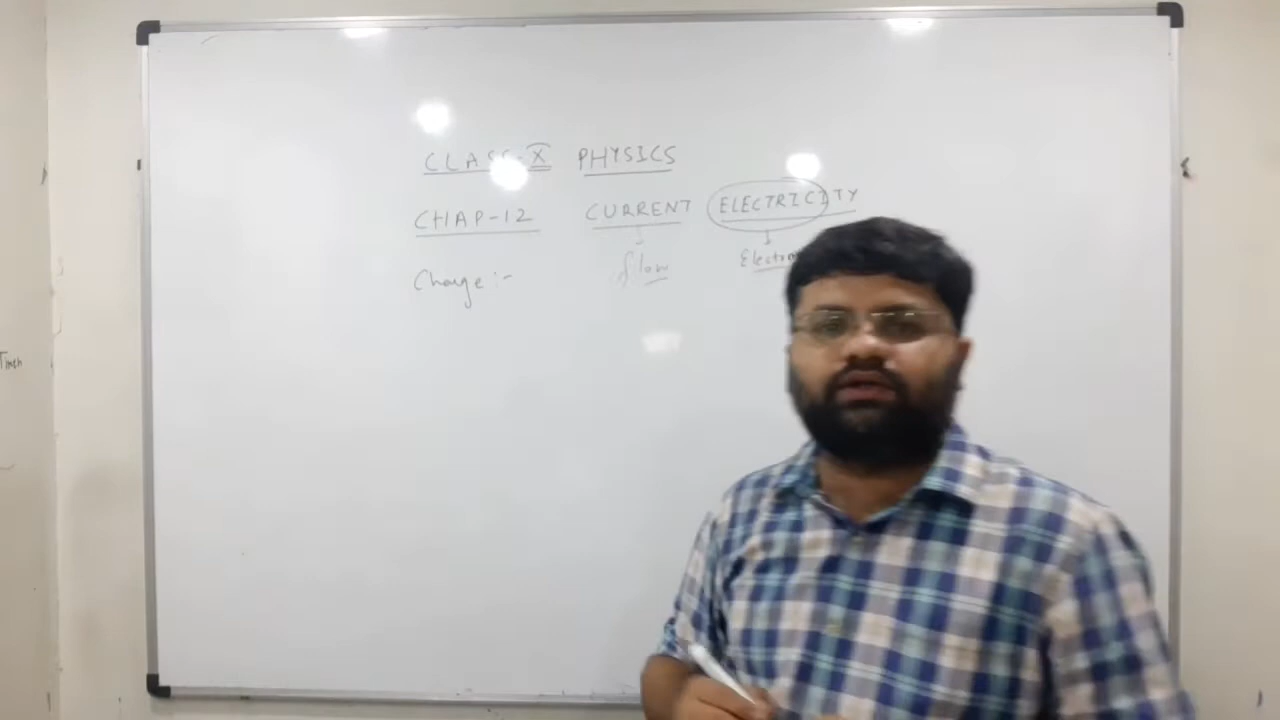 CLASS-X PHYSICS
CHAP-12 CURRENT ELECTRICITY
flow
Charge :-